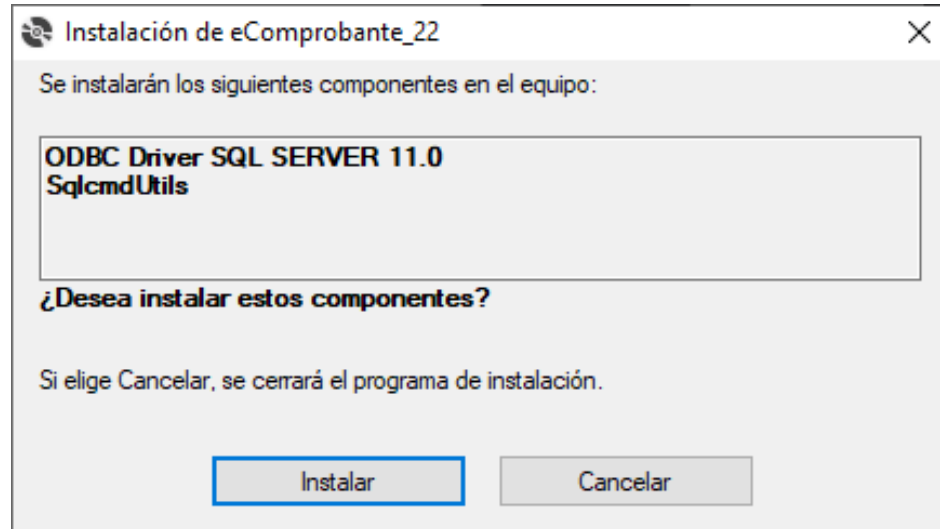 Instalación de eComprobante_22
Se instalarán los siguientes componentes en el equipo:
ODBC Driver SQL SERVER 11.0
SqlcmdUtils
¿Desea instalar estos componentes?
Si elige Cancelar, se cerrará el programa de instalación.
Instalar
Cancelar